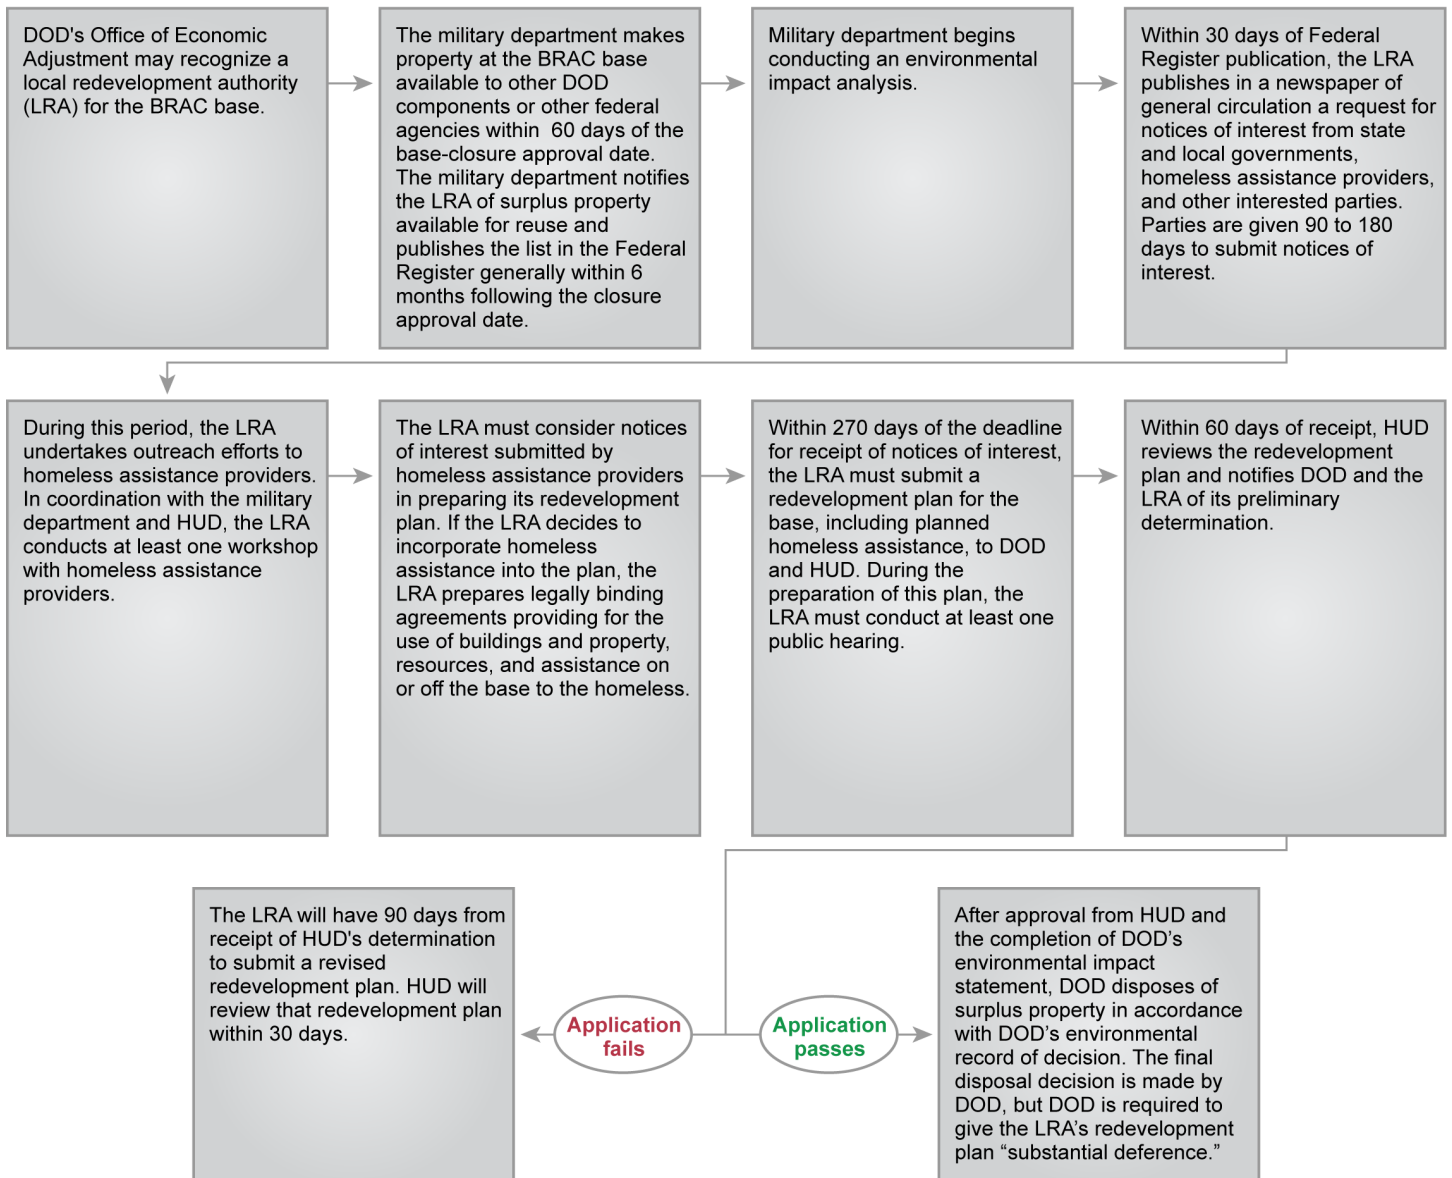 DOD's Office of Economic
Adjustment may recognize a
local redevelopment authority
(LRA) for the BRAC base.
The military department makes
property at the BRAC base
available to other DOD
components or other federal
agencies within  60 days of the
base-closure approval date.
The military department notifies
the LRA of surplus property
available for reuse and
publishes the list in the Federal
Register generally within 6
months following the closure
approval date.
Military department begins
conducting an environmental
impact analysis.
Within 30 days of Federal
Register publication, the LRA
publishes in a newspaper of
general circulation a request for
notices of interest from state
and local governments,
homeless assistance providers,
and other interested parties.
Parties are given 90 to 180
days to submit notices of
interest.
During this period, the LRA
undertakes outreach efforts to
homeless assistance providers.
In coordination with the military
department and HUD, the LRA
conducts at least one workshop
with homeless assistance
providers.
The LRA must consider notices
of interest submitted by
homeless assistance providers
in preparing its redevelopment
plan. If the LRA decides to
incorporate homeless
assistance into the plan, the
LRA prepares legally binding
agreements providing for the
use of buildings and property,
resources, and assistance on
or off the base to the homeless.
Within 270 days of the deadline
for receipt of notices of interest,
the LRA must submit a
redevelopment plan for the
base, including planned
homeless assistance, to DOD
and HUD. During the
preparation of this plan, the
LRA must conduct at least one
public hearing.
Within 60 days of receipt, HUD
reviews the redevelopment
plan and notifies DOD and the
LRA of its preliminary
determination.
The LRA will have 90 days from
receipt of HUD's determination
to submit a revised
redevelopment plan. HUD will
review that redevelopment plan
within 30 days.
Application
fails
Application
passes
After approval from HUD and
the completion of DOD’s
environmental impact
statement, DOD disposes of
surplus property in accordance
with DOD’s environmental
record of decision. The final
disposal decision is made by
DOD, but DOD is required to
give the LRA’s redevelopment
plan “substantial deference.”